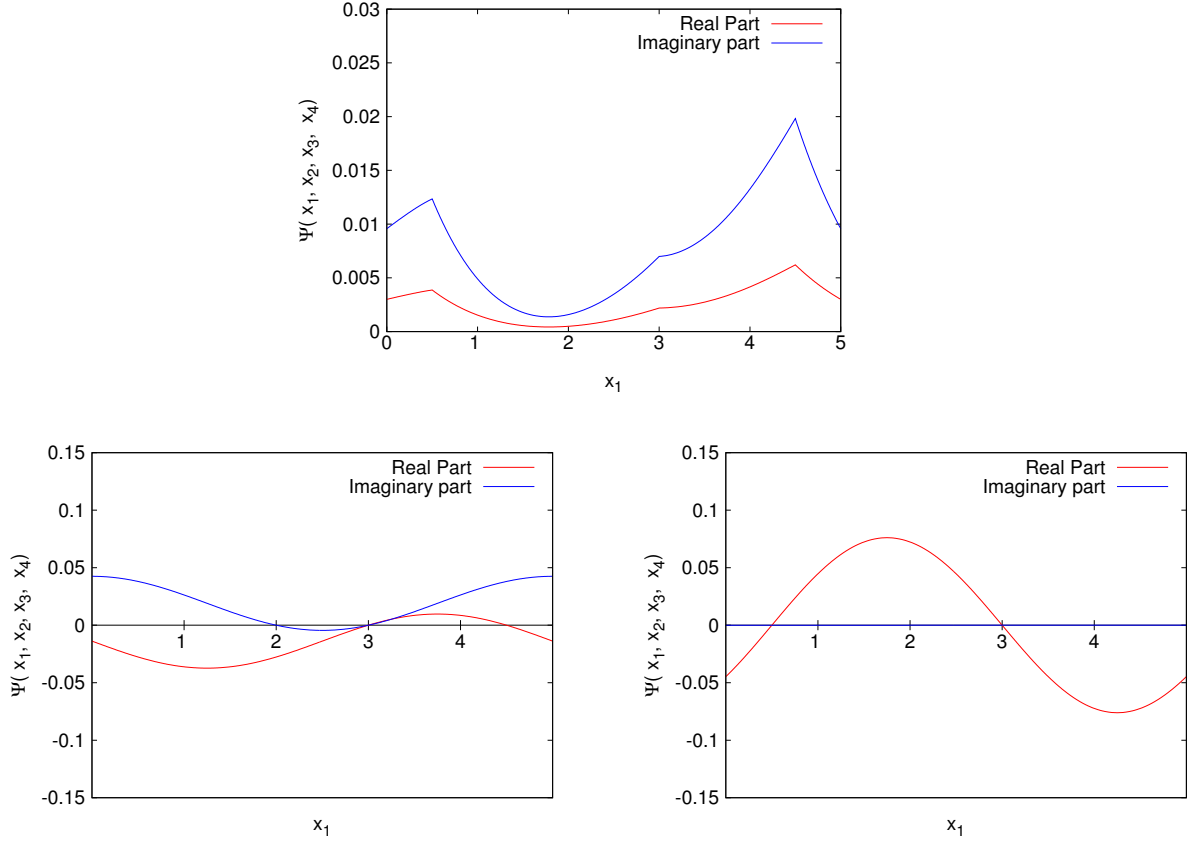 0.03
Real Part
Imaginary part
0.025
0.02
0.015
0.01
0.005
0
0 1 2 3 4 5
Ψ( x1, x2, x3, x4)
x1
0.15
Real Part
Imaginary part
0.1
0.05
0
-0.05
-0.1
-0.15
1 2 3 4
Ψ( x1, x2, x3, x4)
x1
0.15
Real Part
Imaginary part
0.1
0.05
0
-0.05
-0.1
-0.15
1 2 3 4
Ψ( x1, x2, x3, x4)
x1